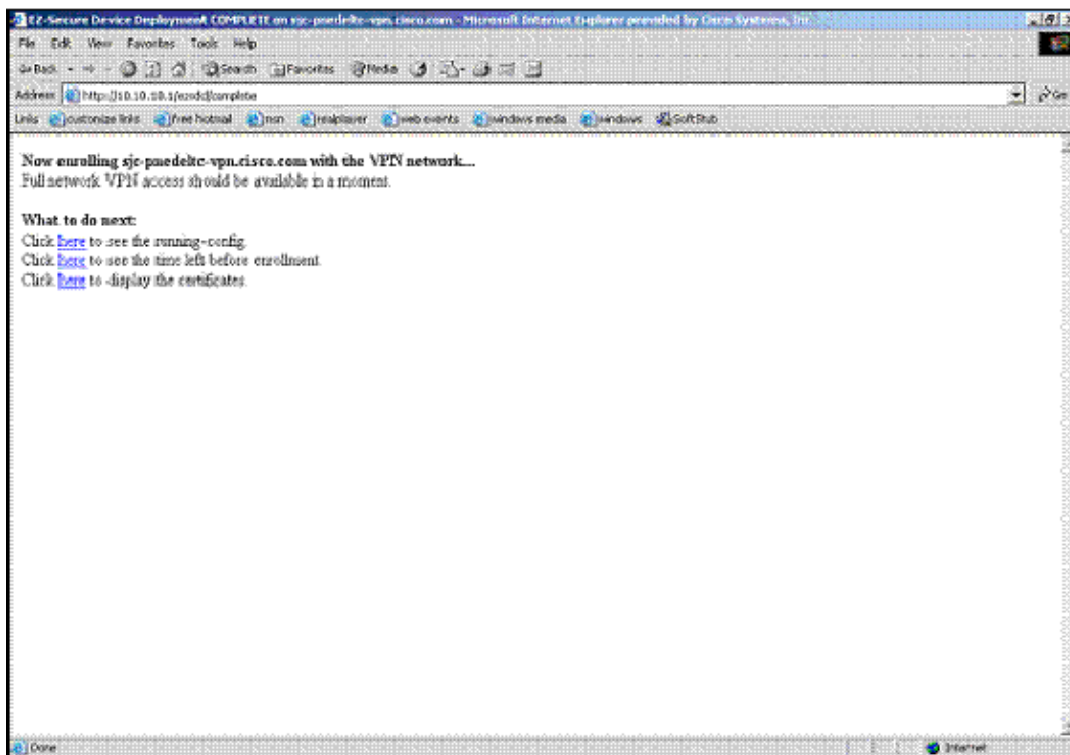 EZ-Secure Device Deployment COMPLETE on sjc-pnedeltc-vpn.cisco.com - Microsoft Internet Explorer provided by Cisco Systems, Inc.
File Edit View Favorites Tools Help
Back Search Favorites Media
Address http://10.10.10.1/ezsdd/complete Go
Links customize links free hotmail msn realplayer web events windows media windows SoftStub
Now enrolling sjc-pnedeltc-vpn.cisco.com with the VPN network...
Full network VPN access should be available in a moment.
What to do next:
Click here to see the running-config.
Click here to see the time left before enrollment.
Click here to display the certificates.
Done Internet